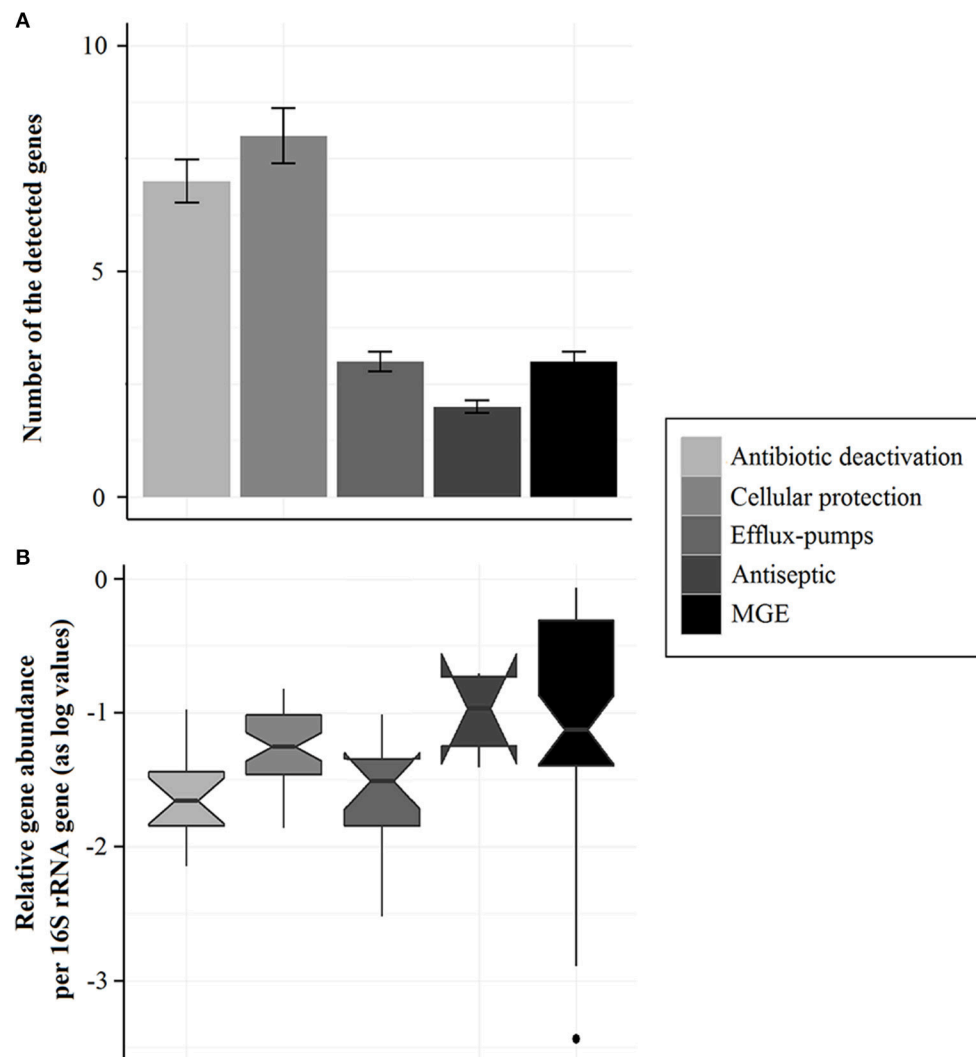 A
Number of the detected genes
10
5
0
Antibiotic deactivation
Cellular protection
Efflux-pumps
Antiseptic
MGE
B
Relative gene abundance
per 16S rRNA gene (as log values)
0
-1
-2
-3